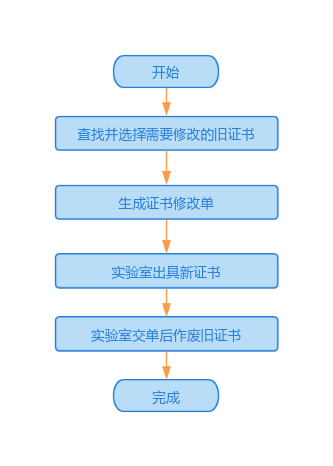 开始
查找并选择需要修改的旧证书
生成证书修改单
实验室出具新证书
实验室交单后作废旧证书
完成